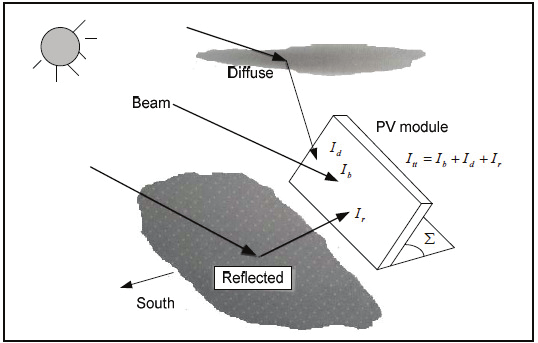 Diffuse
Beam
PV module
I_d
I_tt = I_b + I_d + I_r
I_b
I_r
Σ
Reflected
South